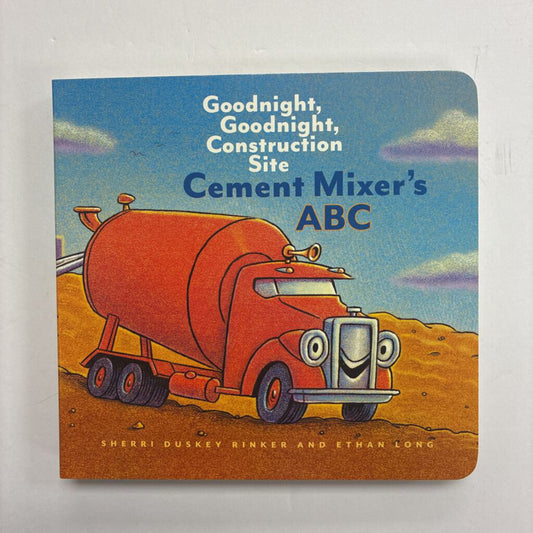 Goodnight,
Goodnight,
Construction
Site
Cement Mixer's
ABC
SHERRI DUSKEY RINKER AND ETHAN LONG